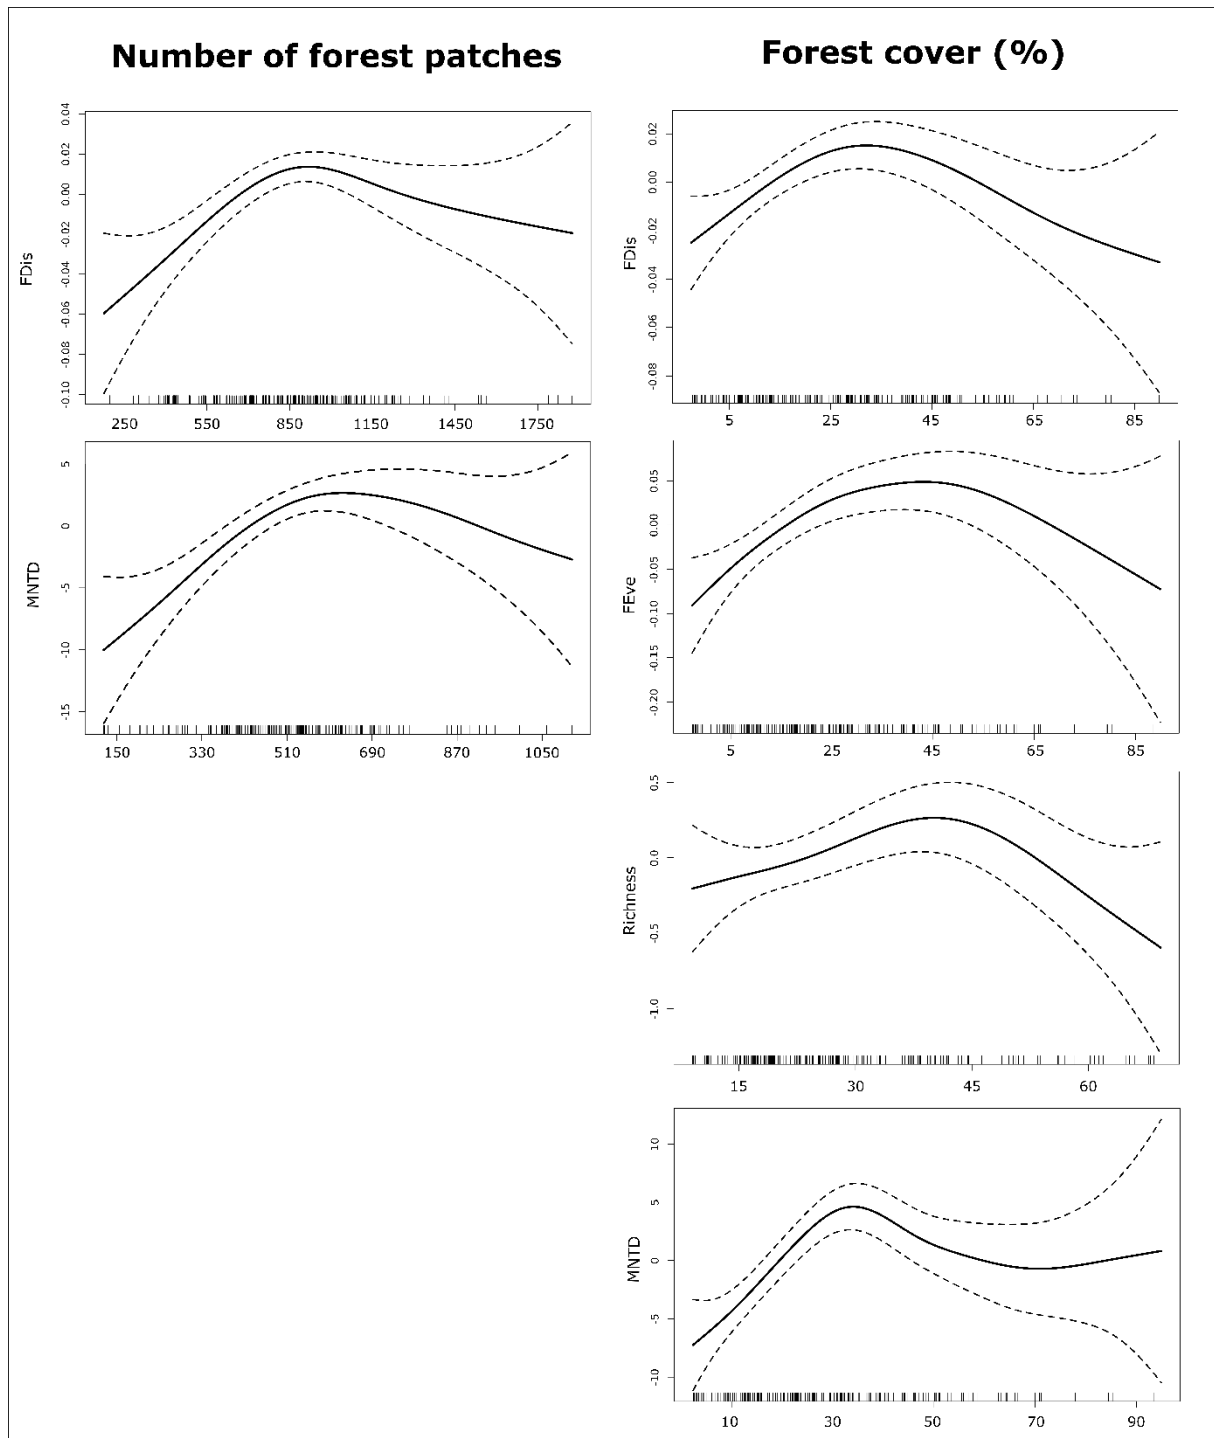 Number of forest patches
Forest cover (%)
FDis
0.04
0.02
0.00
-0.02
-0.04
-0.06
-0.08
-0.10
250 550 850 1150 1450 1750
FDis
0.02
0.00
-0.02
-0.04
-0.06
-0.08
5 25 45 65 85
MNTD
5
0
-5
-10
-15
150 330 510 690 870 1050
FEve
0.05
0.00
-0.05
-0.10
-0.15
-0.20
5 25 45 65 85
Richness
0.5
0.0
-0.5
-1.0
15 30 45 60
MNTD
10
5
0
-5
-10
10 30 50 70 90